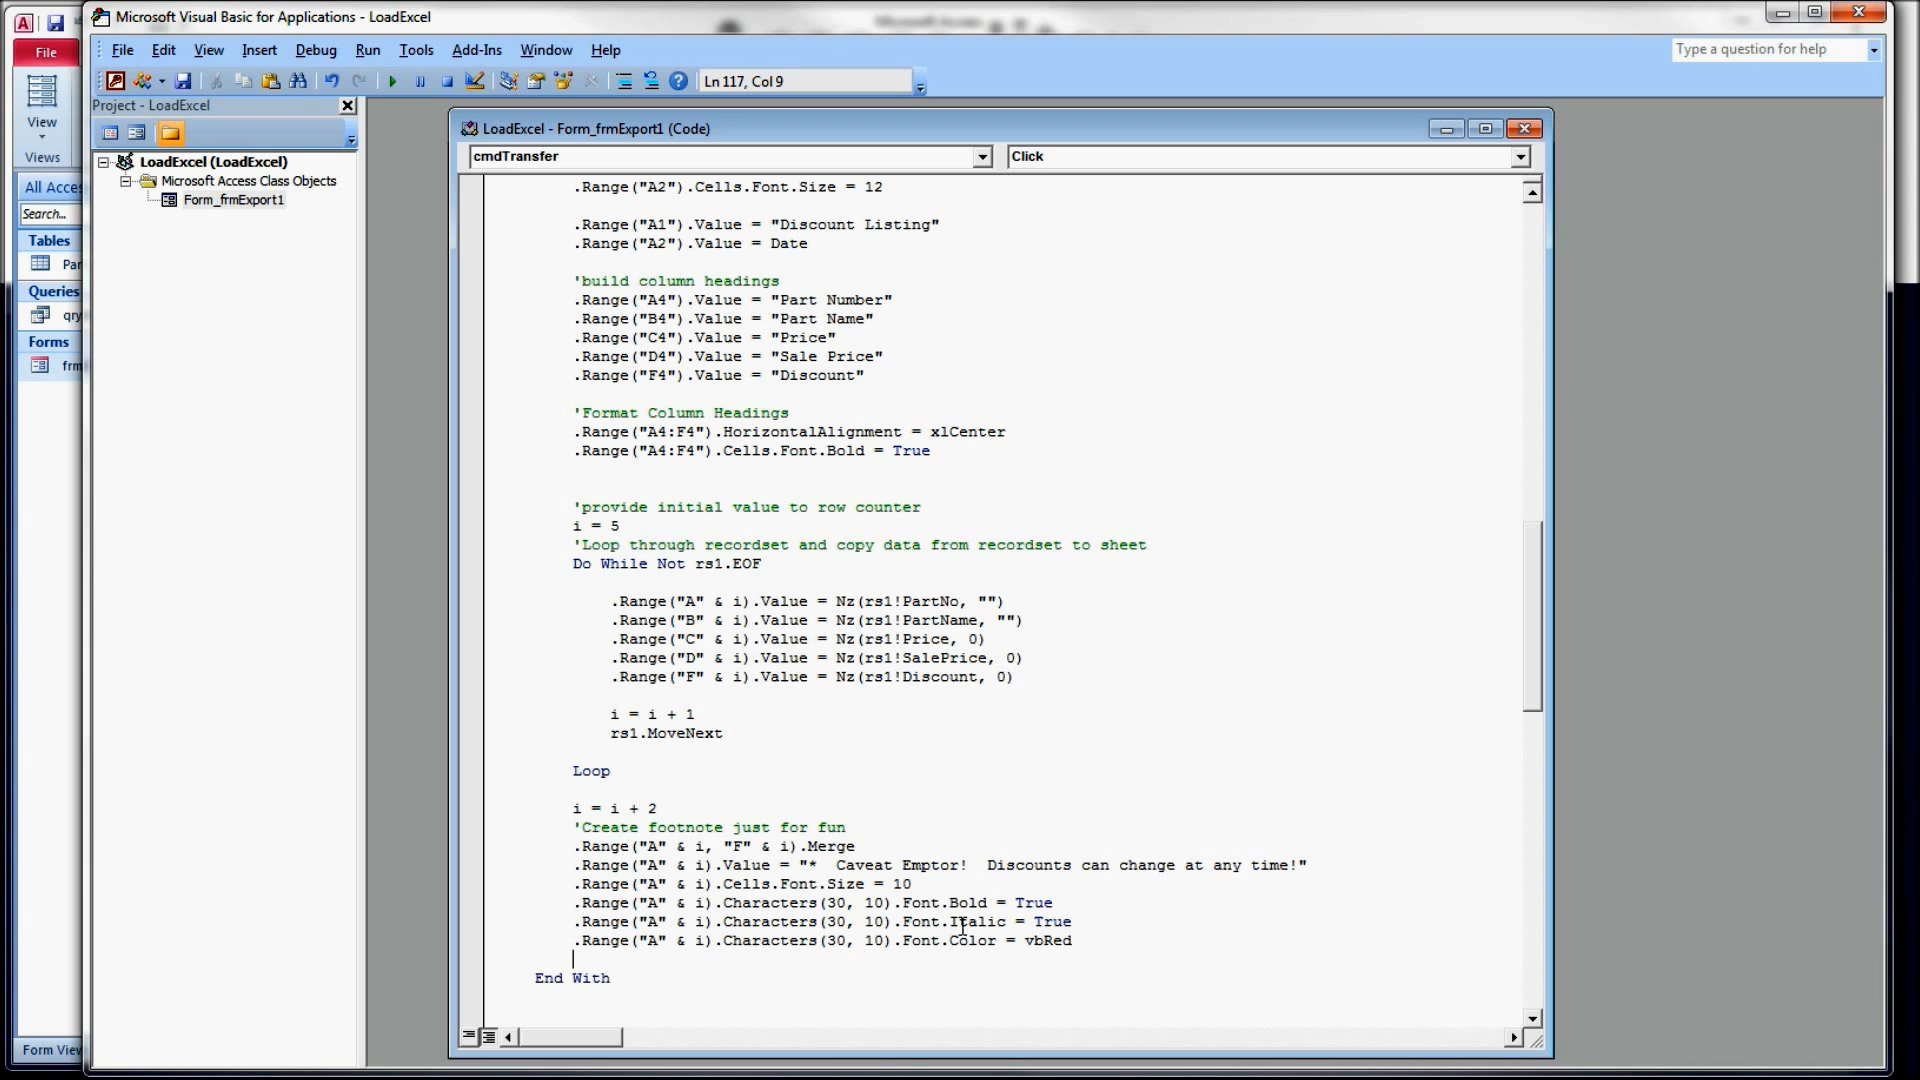 Microsoft Visual Basic for Applications - LoadExcel
File
File Edit View Insert Debug Run Tools Add-Ins Window Help
Type a question for help
Ln 117, Col 9
Project - LoadExcel
View
Views
All Acce
Search...
Tables
Par
Queries
qry
Forms
frm
Form View
LoadExcel (LoadExcel)
Microsoft Access Class Objects
Form_frmExport1
LoadExcel - Form_frmExport1 (Code)
cmdTransfer
Click
.Range("A2").Cells.Font.Size = 12
.Range("A1").Value = "Discount Listing"
.Range("A2").Value = Date
'build column headings
.Range("A4").Value = "Part Number"
.Range("B4").Value = "Part Name"
.Range("C4").Value = "Price"
.Range("D4").Value = "Sale Price"
.Range("F4").Value = "Discount"
'Format Column Headings
.Range("A4:F4").HorizontalAlignment = xlCenter
.Range("A4:F4").Cells.Font.Bold = True
'provide initial value to row counter
i = 5
'Loop through recordset and copy data from recordset to sheet
Do While Not rs1.EOF
.Range("A" & i).Value = Nz(rs1!PartNo, "")
.Range("B" & i).Value = Nz(rs1!PartName, "")
.Range("C" & i).Value = Nz(rs1!Price, 0)
.Range("D" & i).Value = Nz(rs1!SalePrice, 0)
.Range("F" & i).Value = Nz(rs1!Discount, 0)
i = i + 1
rs1.MoveNext
Loop
i = i + 2
'Create footnote just for fun
.Range("A" & i, "F" & i).Merge
.Range("A" & i).Value = "*  Caveat Emptor!  Discounts can change at any time!"
.Range("A" & i).Cells.Font.Size = 10
.Range("A" & i).Characters(30, 10).Font.Bold = True
.Range("A" & i).Characters(30, 10).Font.Italic = True
.Range("A" & i).Characters(30, 10).Font.Color = vbRed
End With